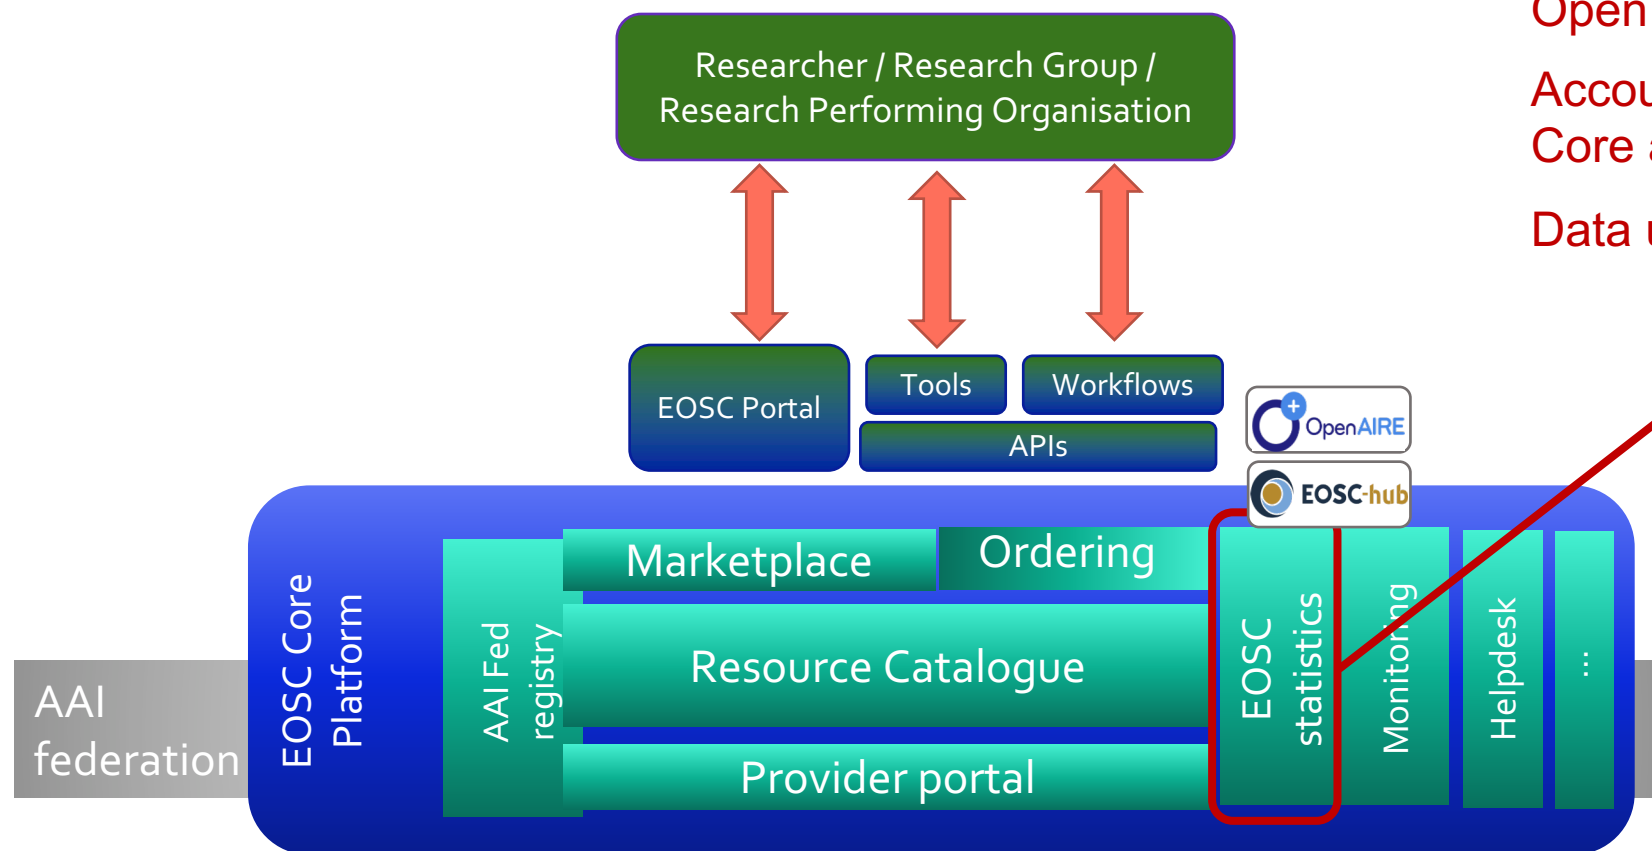 Researcher / Research Group /
Research Performing Organisation
Open
Core
Data
EOSC Portal
Tools
Workflows
APIs
OpenAIRE
EOSC-hub
AAI
federation
EOSC Core
Platform
AAI Fed
registry
Marketplace
Ordering
Resource Catalogue
Provider portal
EOSC
statistics
Monitoring
Helpdesk
...